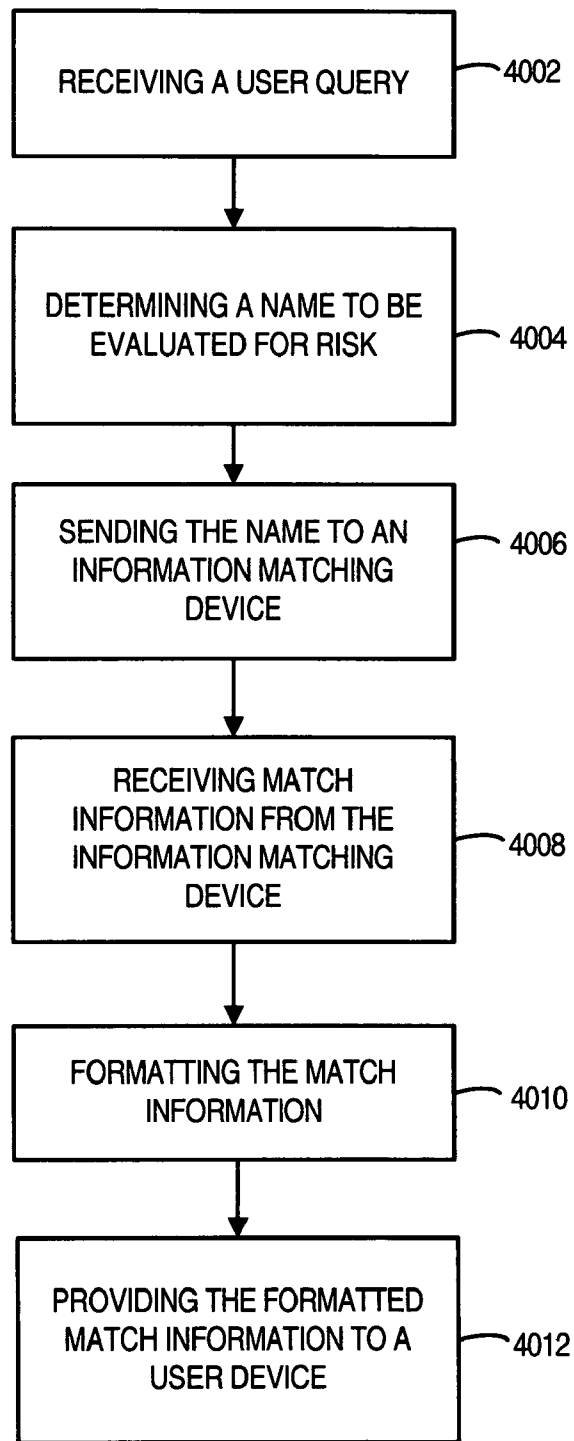 RECEIVING A USER QUERY
4002
DETERMINING A NAME TO BE
EVALUATED FOR RISK
4004
SENDING THE NAME TO AN
INFORMATION MATCHING
DEVICE
4006
RECEIVING MATCH
INFORMATION FROM THE
INFORMATION MATCHING
DEVICE
4008
FORMATTING THE MATCH
INFORMATION
4010
PROVIDING THE FORMATTED
MATCH INFORMATION TO A
USER DEVICE
4012